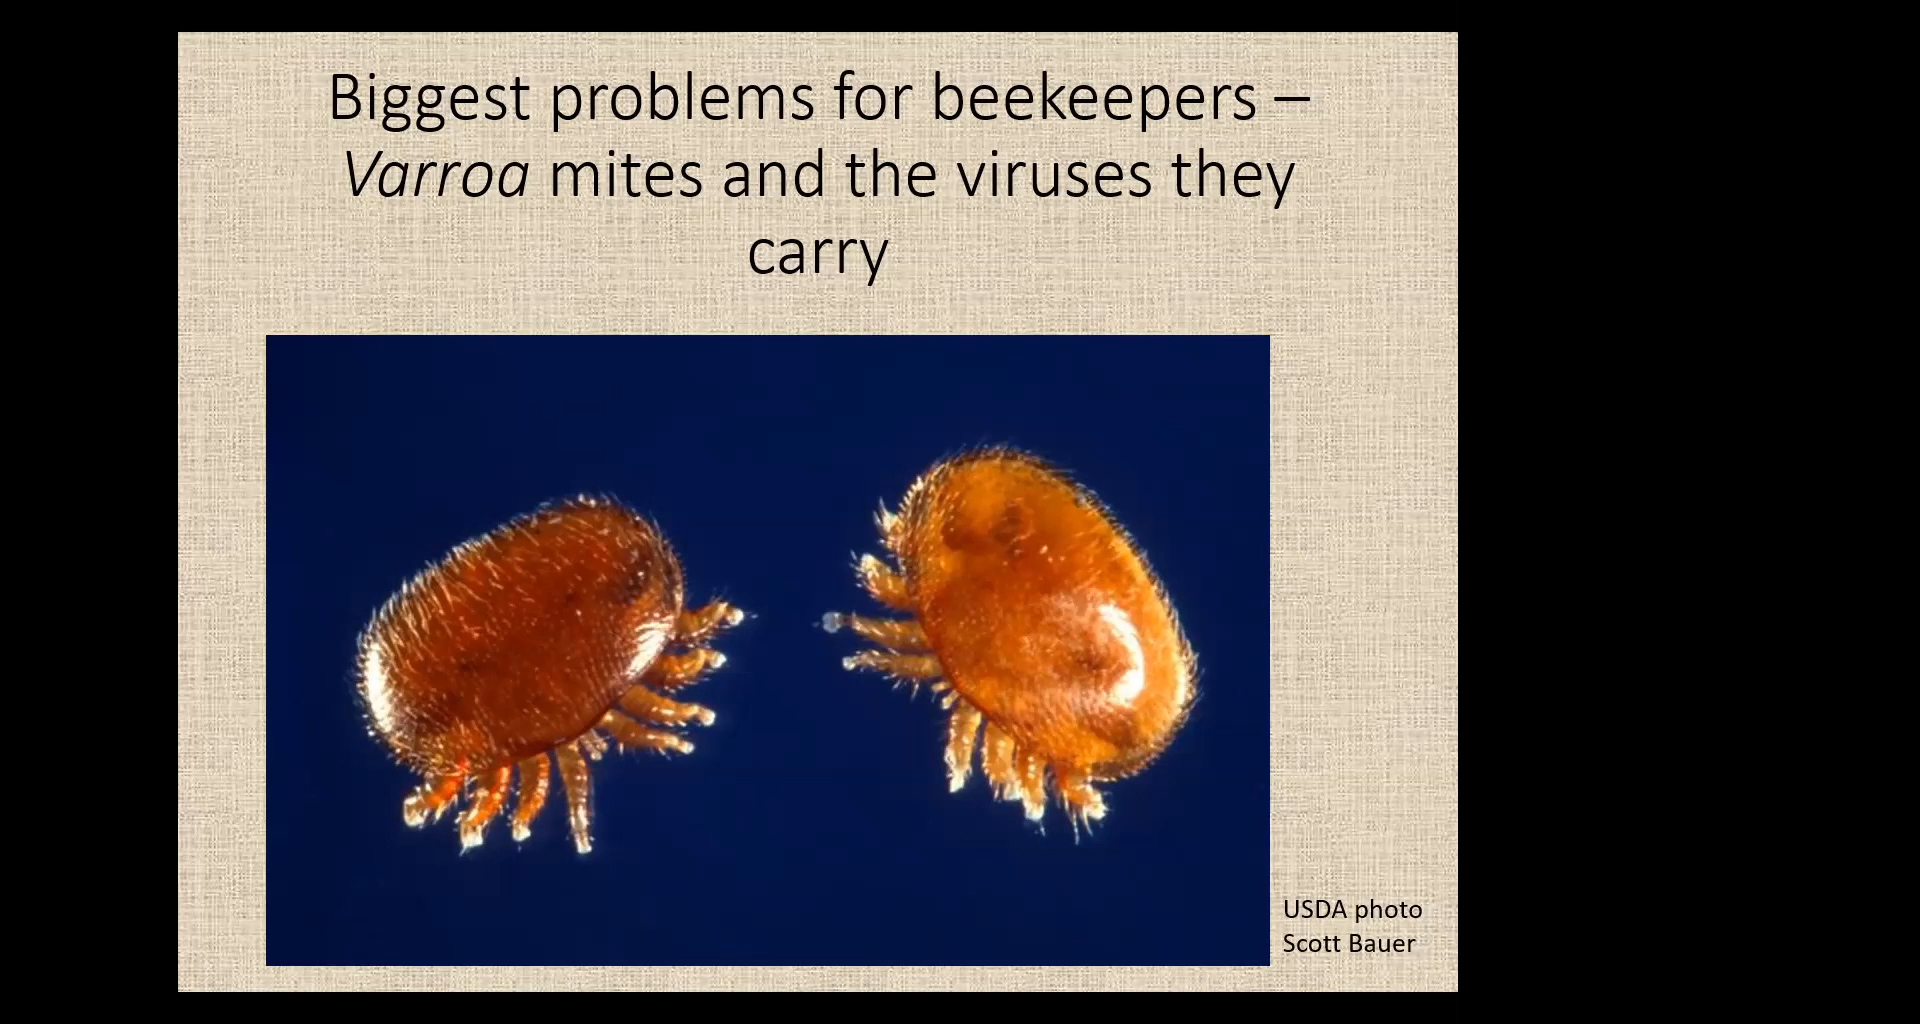 Biggest problems for beekeepers –
Varroa mites and the viruses they
carry
USDA photo
Scott Bauer